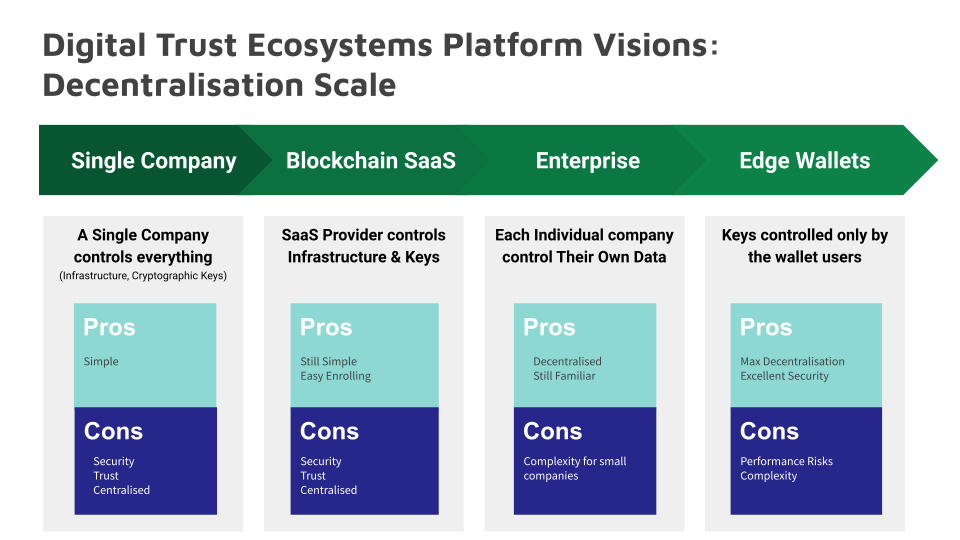 Digital Trust Ecosystems Platform Visions:
Decentralisation Scale
Single Company
Blockchain SaaS
Enterprise
Edge Wallets
A Single Company
controls everything
(Infrastructure, Cryptographic Keys)
Pros
Simple
Cons
Security
Trust
Centralised
SaaS Provider controls
Infrastructure & Keys
Pros
Still Simple
Easy Enrolling
Cons
Security
Trust
Centralised
Each Individual company
control Their Own Data
Pros
Decentralised
Still Familiar
Cons
Complexity for small
companies
Keys controlled only by
the wallet users
Pros
Max Decentralisation
Excellent Security
Cons
Performance Risks
Complexity